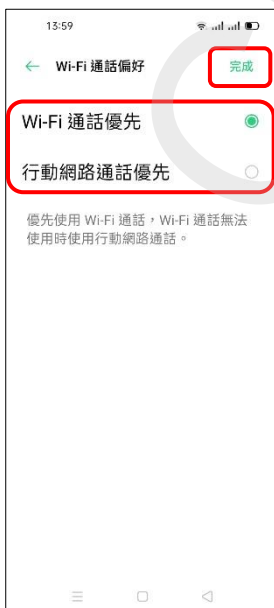 13:59
Wi-Fi 通話偏好
完成
Wi-Fi 通話優先
行動網路通話優先
優先使用 Wi-Fi 通話，Wi-Fi 通話無法
使用時使用行動網路通話。